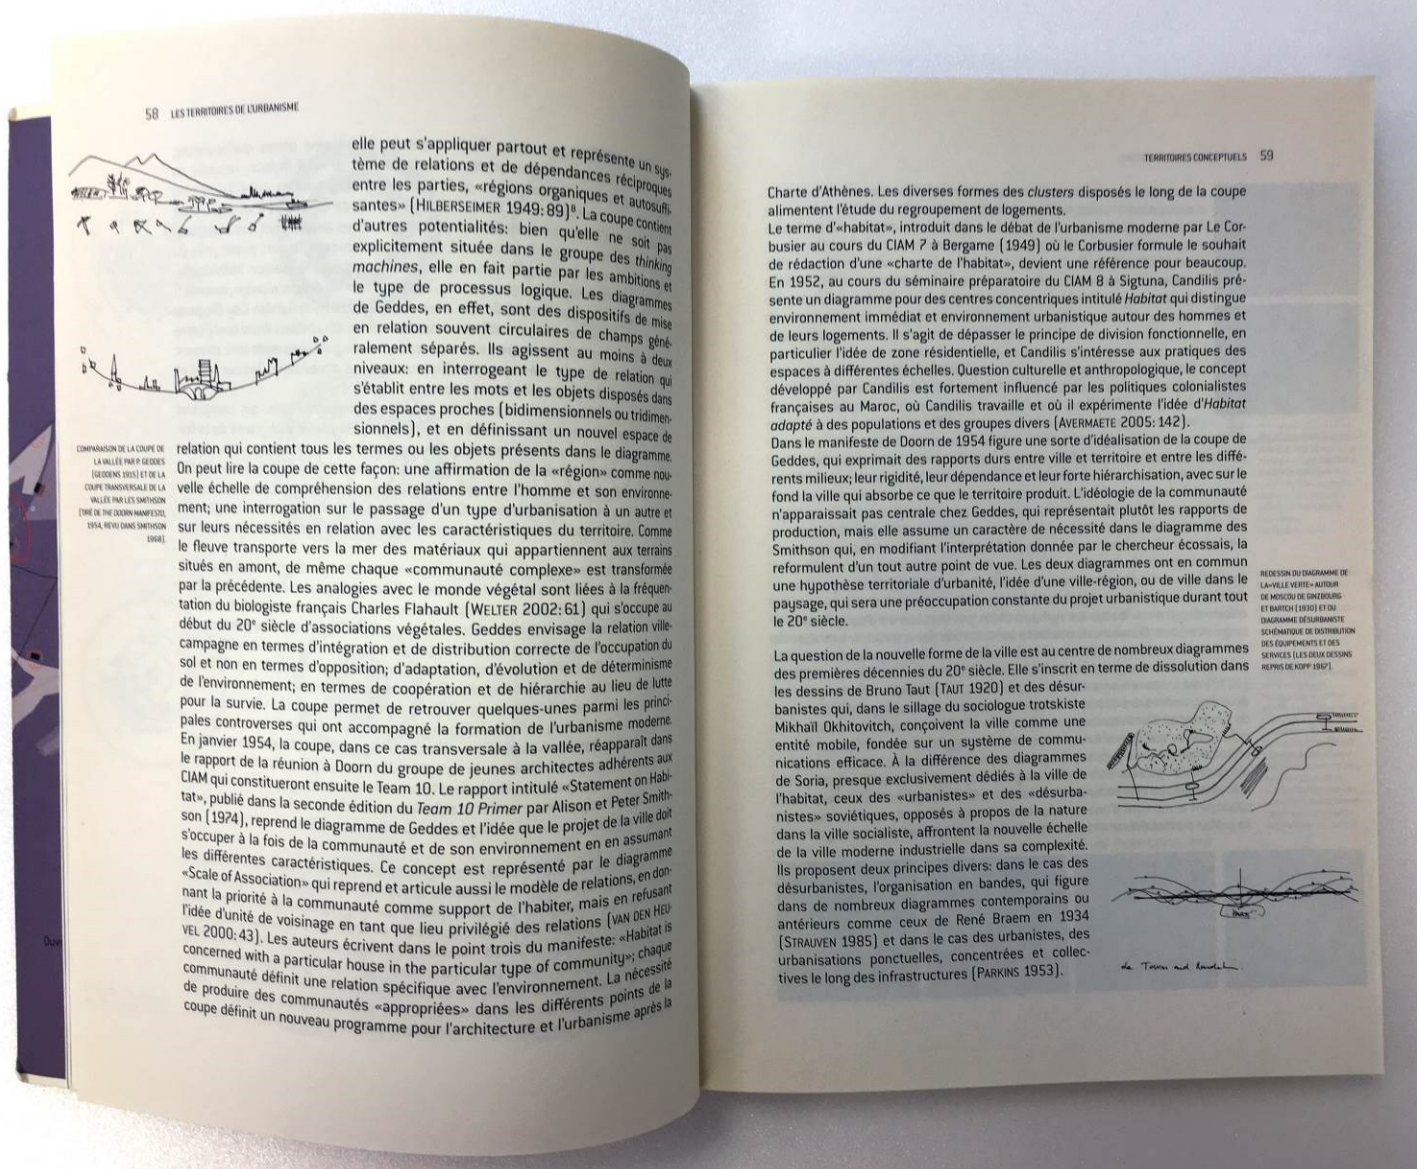 58 LES TERRITOIRES DE L'URBANISME
elle peut s'appliquer partout et représente un sys-
tème de relations et de dépendances réciproques
entre les parties, «régions organiques et autosuffi-
santes» (HILBERSEIMER 1949: 89)⁸. La coupe contient
d'autres potentialités: bien qu'elle ne soit pas
explicitement située dans le groupe des thinking
machines, elle en fait partie par les ambitions et
le type de processus logique. Les diagrammes
de Geddes, en effet, sont des dispositifs de mise
en relation souvent circulaires de champs géné-
ralement séparés. Ils agissent au moins à deux
niveaux: en interrogeant le type de relation qui
s'établit entre les mots et les objets disposés dans
des espaces proches (bidimensionnels ou tridimen-
sionnels), et en définissant un nouvel espace de
relation qui contient tous les termes ou les objets présents dans le diagramme.
On peut lire la coupe de cette façon: une affirmation de la «région» comme nou-
velle échelle de compréhension des relations entre l'homme et son environne-
ment; une interrogation sur le passage d'un type d'urbanisation à un autre et
sur leurs nécessités en relation avec les caractéristiques du territoire. Comme
le fleuve transporte vers la mer des matériaux qui appartiennent aux terrains
situés en amont, de même chaque «communauté complexe» est transformée
par la précédente. Les analogies avec le monde végétal sont liées à la fréquen-
tation du biologiste français Charles Flahault (WELTER 2002: 61) qui s'occupe au
début du 20e siècle d'associations végétales. Geddes envisage la relation ville-
campagne en termes d'intégration et de distribution correcte de l'occupation du
sol et non en termes d'opposition; d'adaptation, d'évolution et de déterminisme
de l'environnement; en termes de coopération et de hiérarchie au lieu de lutte
pour la survie. La coupe permet de retrouver quelques-unes parmi les princi-
pales controverses qui ont accompagné la formation de l'urbanisme moderne.
En janvier 1954, la coupe, dans ce cas transversale à la vallée, réapparaît dans
le rapport de la réunion à Doorn du groupe de jeunes architectes adhérents aux
CIAM qui constitueront ensuite le Team 10. Le rapport intitulé «Statement on Habi-
tat», publié dans la seconde édition du Team 10 Primer par Alison et Peter Smith-
son (1974), reprend le diagramme de Geddes et l'idée que le projet de la ville doit
s'occuper à la fois de la communauté et de son environnement en en assumant
les différentes caractéristiques. Ce concept est représenté par le diagramme
«Scale of Association» qui reprend et articule aussi le modèle de relations, en don-
nant la priorité à la communauté comme support de l'habiter, mais en refusant
l'idée d'unité de voisinage en tant que lieu privilégié des relations (VAN DEN HEU-
VEL 2000: 43). Les auteurs écrivent dans le point trois du manifeste: «Habitat is
concerned with a particular house in the particular type of community»; chaque
communauté définit une relation spécifique avec l'environnement. La nécessité
de produire des communautés «appropriées» dans les différents points de la
coupe définit un nouveau programme pour l'architecture et l'urbanisme après la
COMPARAISON DE LA COUPE DE
LA VALLÉE PAR P. GEDDES
(GEDDENS 1915) ET DE LA
COUPE TRANSVERSALE DE LA
VALLÉE PAR LES SMITHSON
(TIRÉ DE THE DOORN MANIFESTO,
1954, REVU DANS SMITHSON
1968).
TERRITOIRES CONCEPTUELS 59
Charte d'Athènes. Les diverses formes des clusters disposés le long de la coupe
alimentent l'étude du regroupement de logements.
Le terme d'«habitat», introduit dans le débat de l'urbanisme moderne par Le Cor-
busier au cours du CIAM 7 à Bergame (1949) où le Corbusier formule le souhait
de rédaction d'une «charte de l'habitat», devient une référence pour beaucoup.
En 1952, au cours du séminaire préparatoire du CIAM 8 à Sigtuna, Candilis pré-
sente un diagramme pour des centres concentriques intitulé Habitat qui distingue
environnement immédiat et environnement urbanistique autour des hommes et
de leurs logements. Il s'agit de dépasser le principe de division fonctionnelle, en
particulier l'idée de zone résidentielle, et Candilis s'intéresse aux pratiques des
espaces à différentes échelles. Question culturelle et anthropologique, le concept
développé par Candilis est fortement influencé par les politiques colonialistes
françaises au Maroc, où Candilis travaille et où il expérimente l'idée d'Habitat
adapté à des populations et des groupes divers (AVERMAETE 2005: 142).
Dans le manifeste de Doorn de 1954 figure une sorte d'idéalisation de la coupe de
Geddes, qui exprimait des rapports durs entre ville et territoire et entre les diffé-
rents milieux; leur rigidité, leur dépendance et leur forte hiérarchisation, avec sur le
fond la ville qui absorbe ce que le territoire produit. L'idéologie de la communauté
n'apparaissait pas centrale chez Geddes, qui représentait plutôt les rapports de
production, mais elle assume un caractère de nécessité dans le diagramme des
Smithson qui, en modifiant l'interprétation donnée par le chercheur écossais, la
reformulent d'un tout autre point de vue. Les deux diagrammes ont en commun
une hypothèse territoriale d'urbanité, l'idée d'une ville-région, ou de ville dans le
paysage, qui sera une préoccupation constante du projet urbanistique durant tout
le 20e siècle.
La question de la nouvelle forme de la ville est au centre de nombreux diagrammes
des premières décennies du 20e siècle. Elle s'inscrit en terme de dissolution dans
les dessins de Bruno Taut (TAUT 1920) et des désur-
banistes qui, dans le sillage du sociologue trotskiste
Mikhaïl Okhitovitch, conçoivent la ville comme une
entité mobile, fondée sur un système de commu-
nications efficace. À la différence des diagrammes
de Soria, presque exclusivement dédiés à la ville de
l'habitat, ceux des «urbanistes» et des «désurba-
nistes» soviétiques, opposés à propos de la nature
dans la ville socialiste, affrontent la nouvelle échelle
de la ville moderne industrielle dans sa complexité.
Ils proposent deux principes divers: dans le cas des
désurbanistes, l'organisation en bandes, qui figure
dans de nombreux diagrammes contemporains ou
antérieurs comme ceux de René Braem en 1934
(STRAUVEN 1985) et dans le cas des urbanistes, des
urbanisations ponctuelles, concentrées et collec-
tives le long des infrastructures (PARKINS 1953).
REDESSIN DU DIAGRAMME DE
LA «VILLE VERTE» AUTOUR
DE MOSCOU DE GINZBOURG
ET BARTCH (1930) ET DU
DIAGRAMME DÉSURBANISTE
SCHÉMATIQUE DE DISTRIBUTION
DES ÉQUIPEMENTS ET DES
SERVICES (LES DEUX DESSINS
REPRIS DE KOPP 1967).